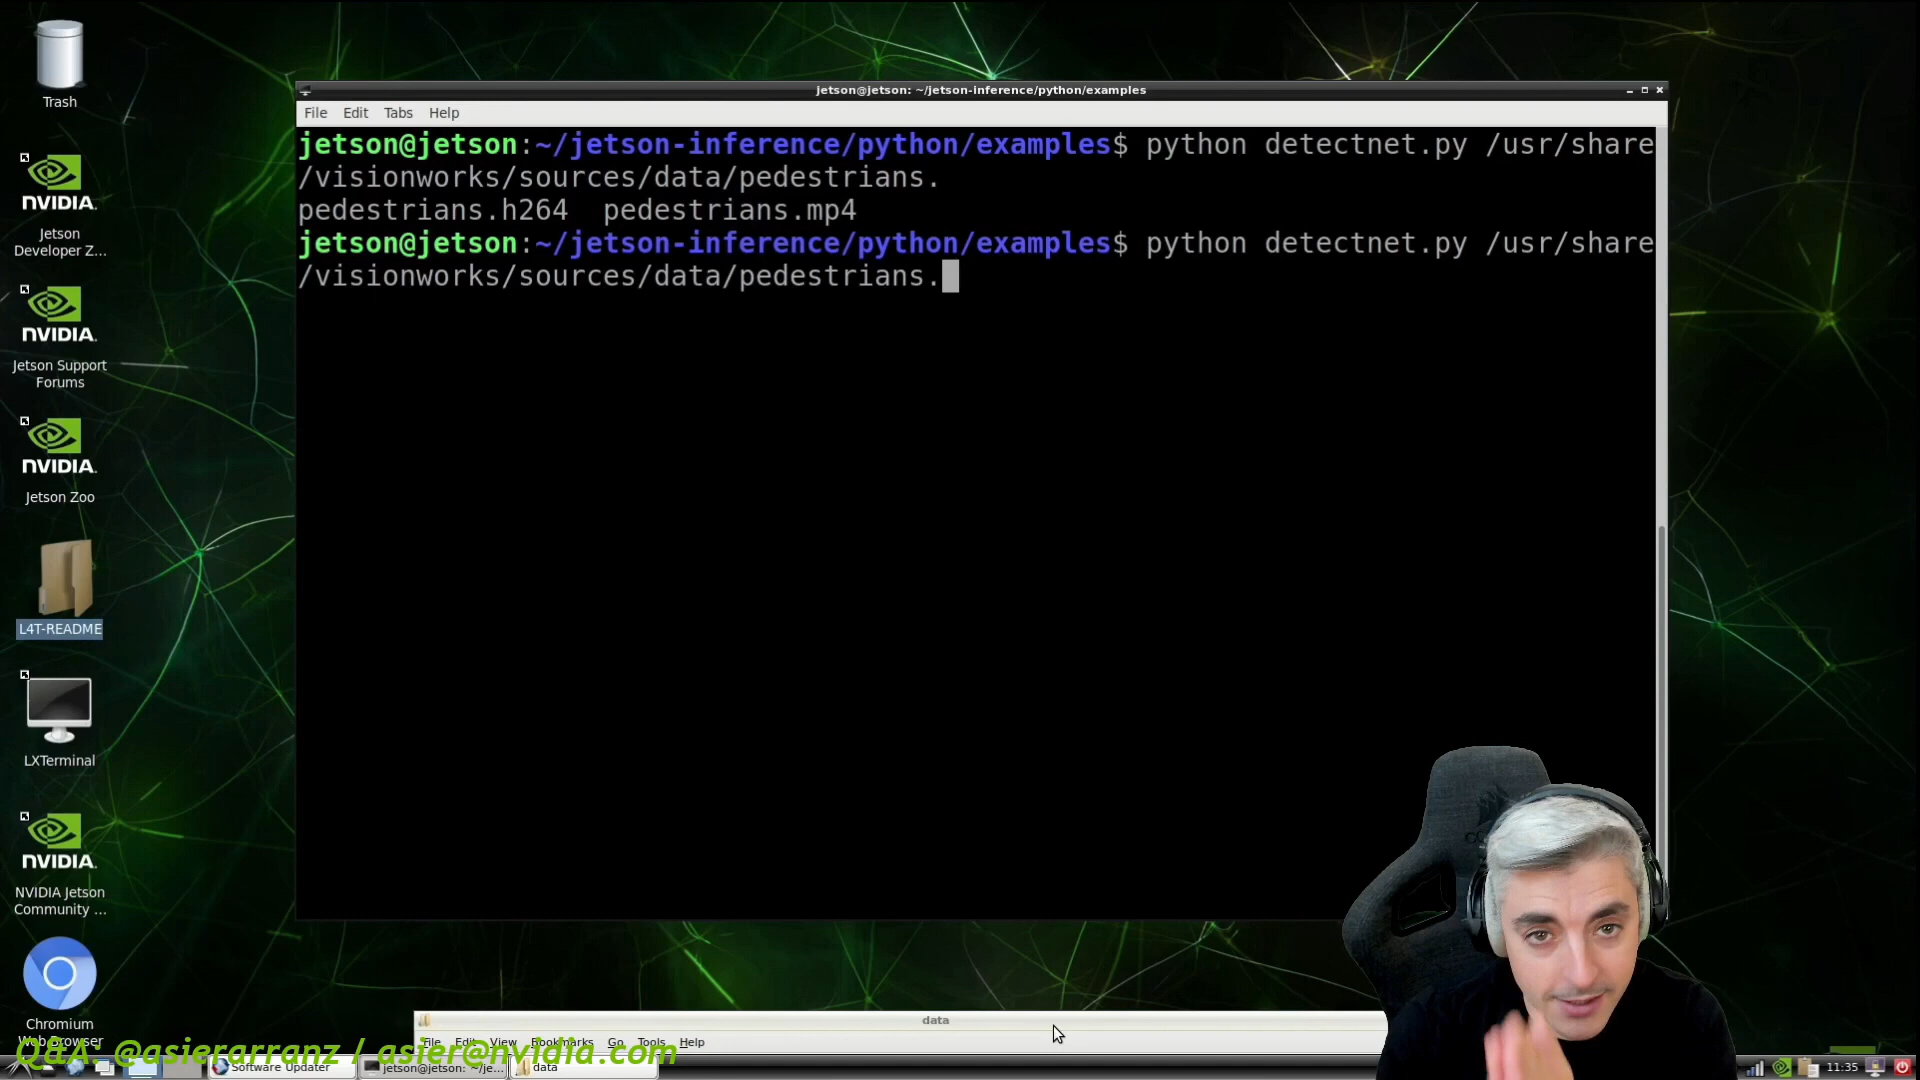 Trash
NVIDIA.
Jetson
Developer Z...
NVIDIA.
Jetson Support
Forums
NVIDIA.
Jetson Zoo
L4T-README
LXTerminal
NVIDIA.
NVIDIA Jetson
Community ...
Chromium
Web Browser
jetson@jetson: ~/jetson-inference/python/examples
File Edit Tabs Help
jetson@jetson:~/jetson-inference/python/examples$ python detectnet.py /usr/share
/visionworks/sources/data/pedestrians.
pedestrians.h264 pedestrians.mp4
jetson@jetson:~/jetson-inference/python/examples$ python detectnet.py /usr/share
/visionworks/sources/data/pedestrians.
data
File Edit View Bookmarks Go Tools Help
Q&A: @asierarranz / asier@nvidia.com
Software Updater
jetson@jetson: ~/je...
data
11:35